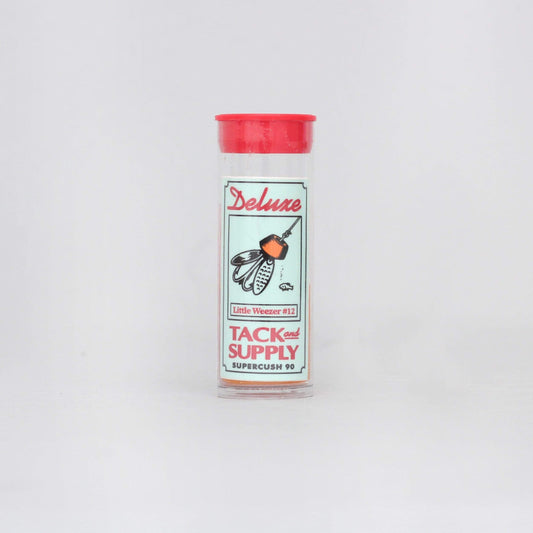 Deluxe
Little Weezer #12
TACK and
SUPPLY
SUPERCUSH 90